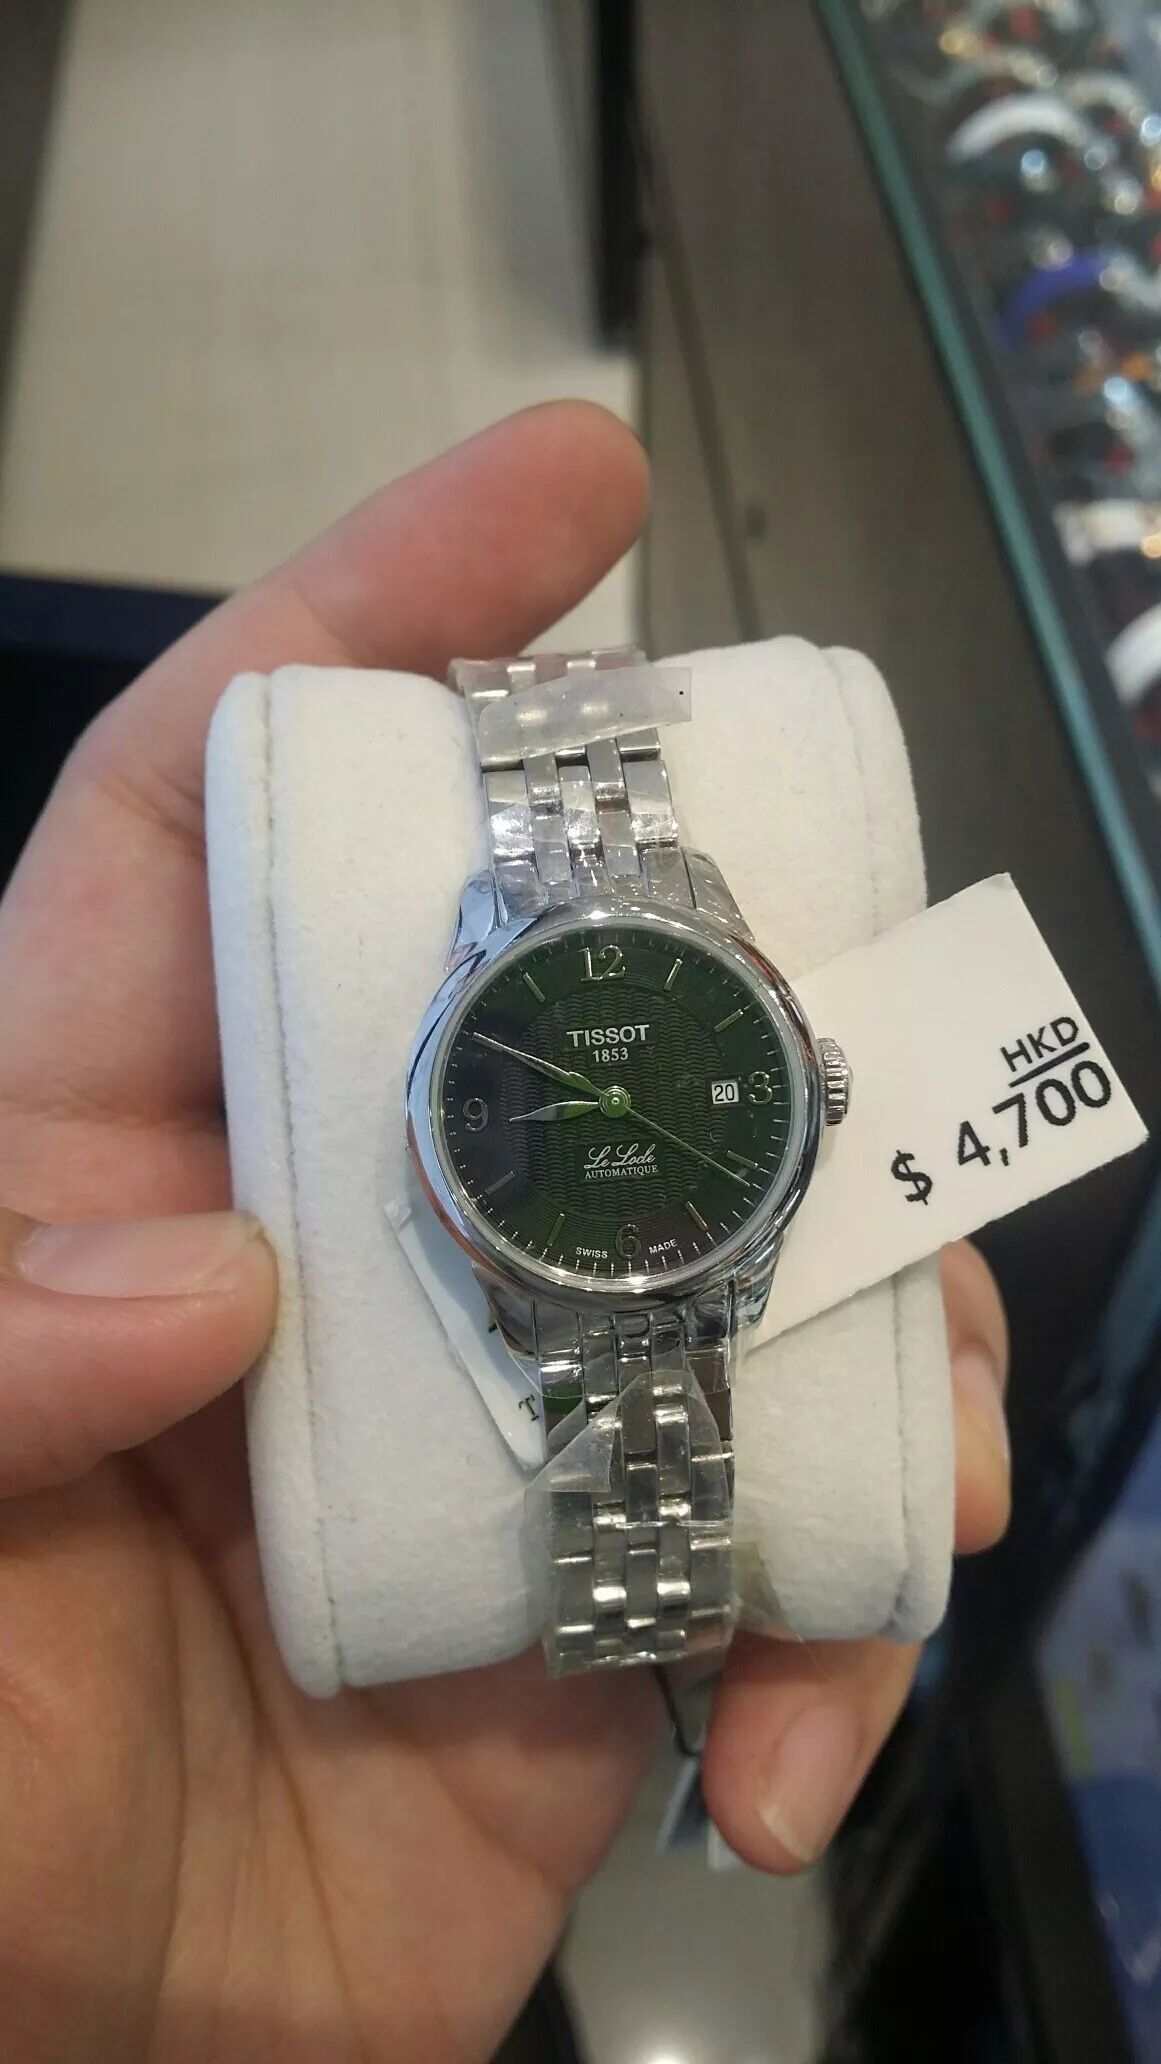 12
TISSOT
1853
9
20
3
Le Locle
AUTOMATIQUE
6
SWISS MADE
HKD
$ 4,700
T